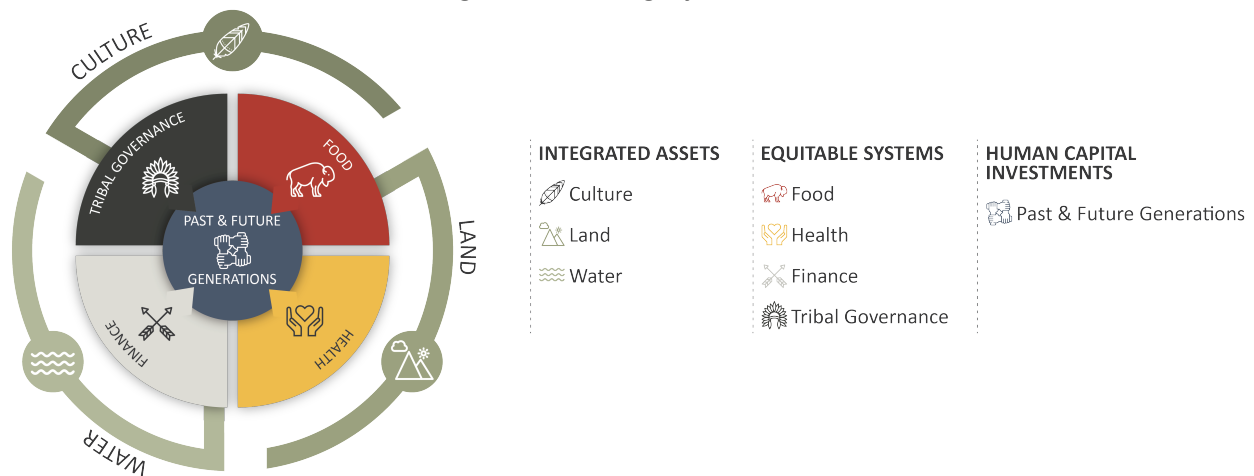 CULTURE
TRIBAL GOVERNANCE
FOOD
PAST & FUTURE
GENERATIONS
LAND
FINANCE
HEALTH
WATER
INTEGRATED ASSETS
Culture
Land
Water
EQUITABLE SYSTEMS
Food
Health
Finance
Tribal Governance
HUMAN CAPITAL
INVESTMENTS
Past & Future Generations